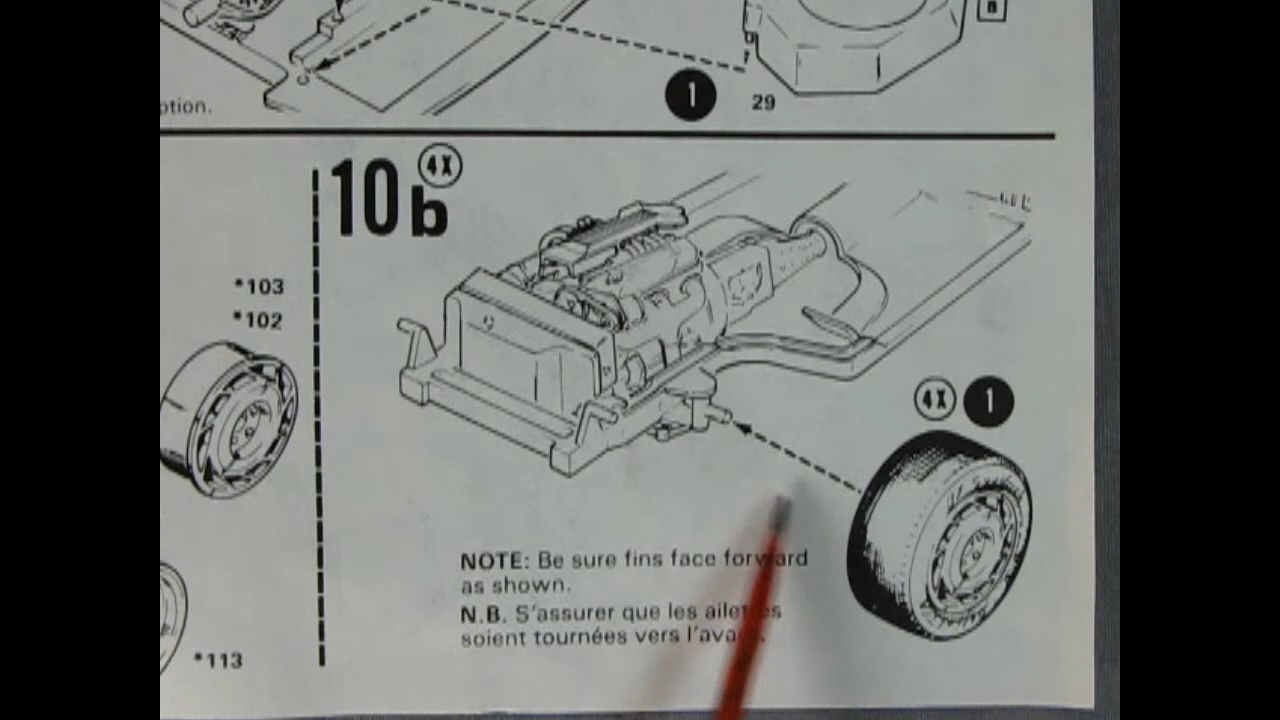 B
ption.
1
29
10b
4X
*103
*102
4X
1
NOTE: Be sure fins face forward
as shown.
N.B. S'assurer que les ailettes
soient tournées vers l'avant.
*113